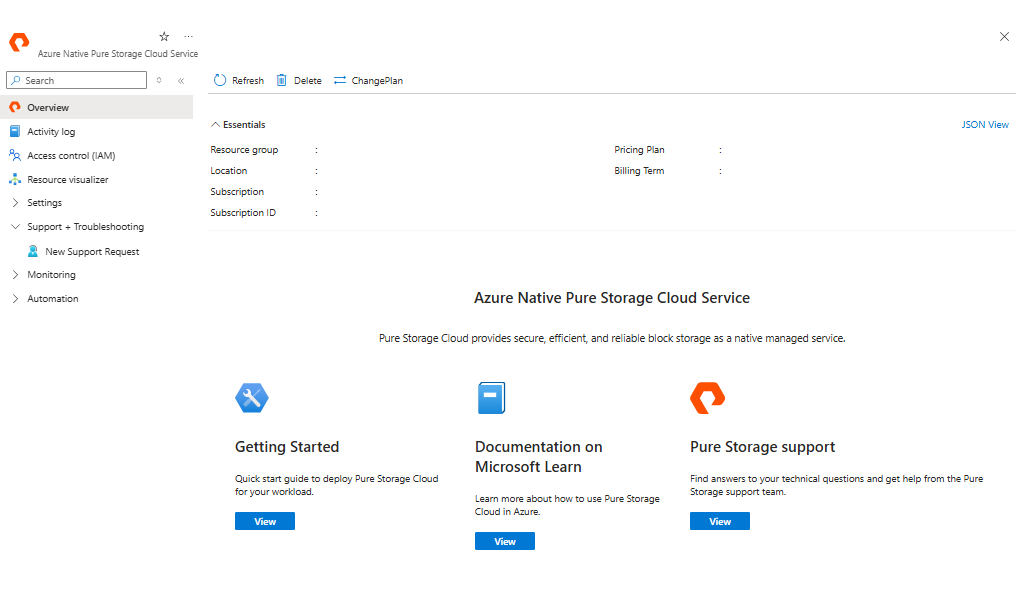 Azure Native Pure Storage Cloud Service
Search
Refresh
Delete
ChangePlan
Overview
Activity log
Access control (IAM)
Resource visualizer
Settings
Support + Troubleshooting
New Support Request
Monitoring
Automation
Essentials
JSON View
Resource group :
Location :
Subscription :
Subscription ID :
Pricing Plan :
Billing Term :
Azure Native Pure Storage Cloud Service
Pure Storage Cloud provides secure, efficient, and reliable block storage as a native managed service.
Getting Started
Quick start guide to deploy Pure Storage Cloud
for your workload.
View
Documentation on
Microsoft Learn
Learn more about how to use Pure Storage
Cloud in Azure.
View
Pure Storage support
Find answers to your technical questions and get help from the Pure
Storage support team.
View